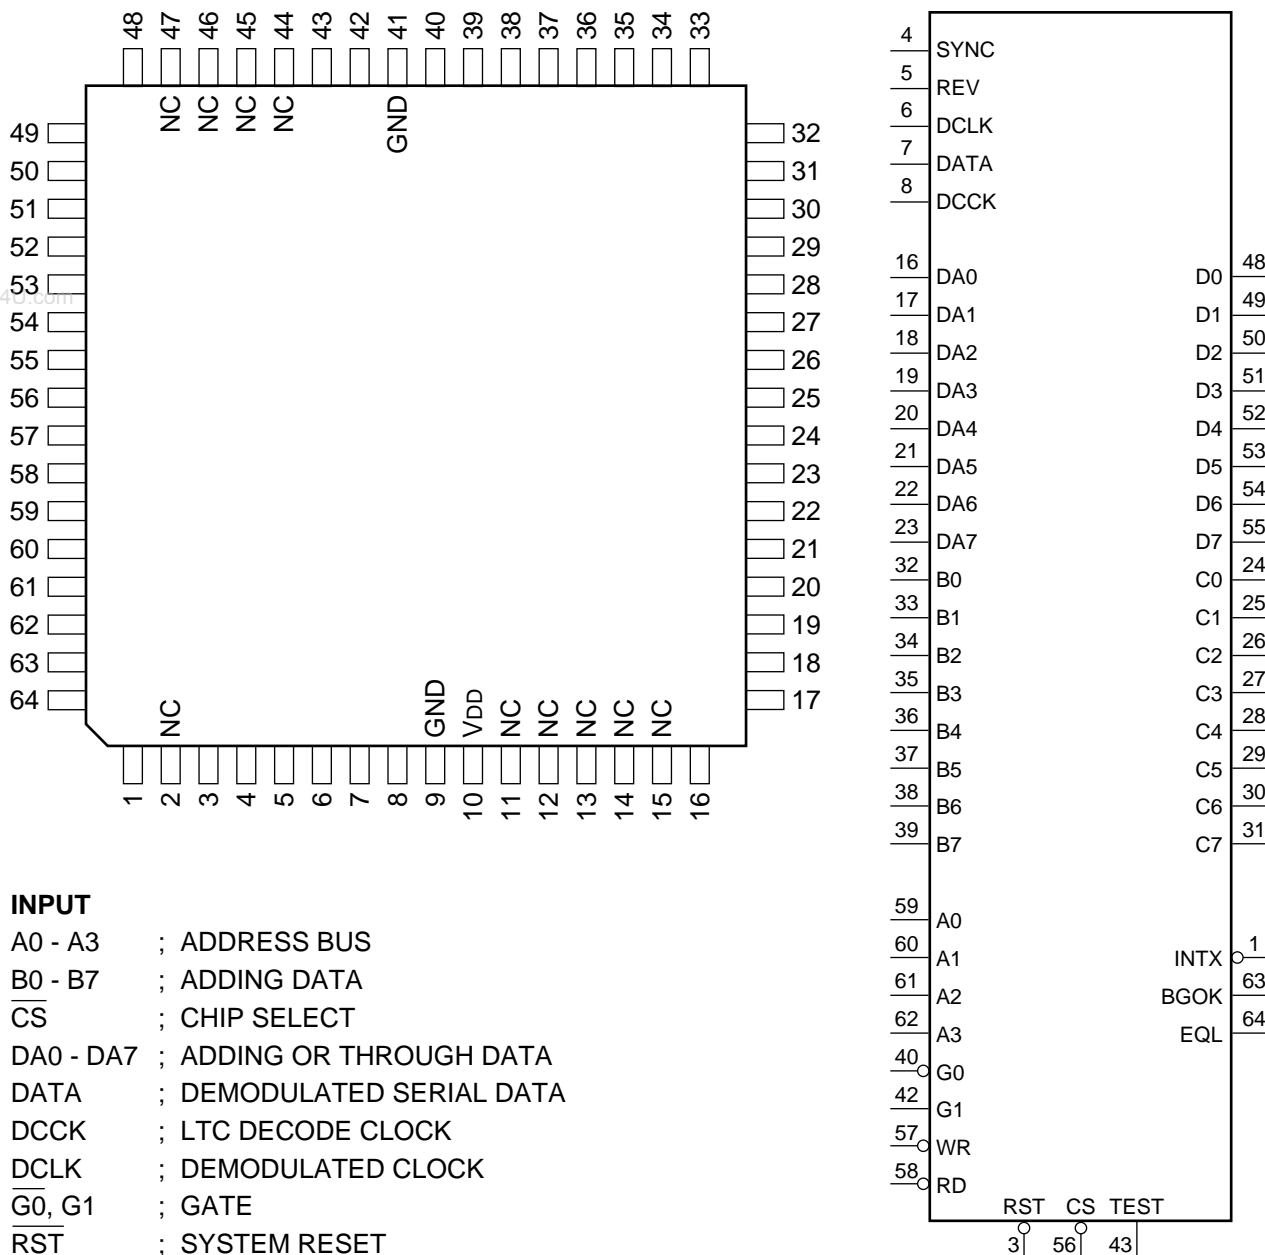 48 47 46 45 44 43 42 41 40 39 38 37 36 35 34 33
NC NC NC NC GND
49 32
50 31
51 30
52 29
53 28
4U.com
54 27
55 26
56 25
57 24
58 23
59 22
60 21
61 20
62 19
63 18
64 17
NC GND VDD NC NC NC NC NC
1 2 3 4 5 6 7 8 9 10 11 12 13 14 15 16
INPUT
A0 - A3 ; ADDRESS BUS
B0 - B7 ; ADDING DATA
C̅S̅ ; CHIP SELECT
DA0 - DA7 ; ADDING OR THROUGH DATA
DATA ; DEMODULATED SERIAL DATA
DCCK ; LTC DECODE CLOCK
DCLK ; DEMODULATED CLOCK
G̅0̅, G1 ; GATE
R̅S̅T̅ ; SYSTEM RESET
4 SYNC
5 REV
6 DCLK
7 DATA
8 DCCK
16 DA0 D0 48
17 DA1 D1 49
18 DA2 D2 50
19 DA3 D3 51
20 DA4 D4 52
21 DA5 D5 53
22 DA6 D6 54
23 DA7 D7 55
32 B0 C0 24
33 B1 C1 25
34 B2 C2 26
35 B3 C3 27
36 B4 C4 28
37 B5 C5 29
38 B6 C6 30
39 B7 C7 31
59 A0
60 A1 INTX 1
61 A2 BGOK 63
62 A3 EQL 64
40 G0
42 G1
57 WR
58 RD
RST CS TEST
3 56 43